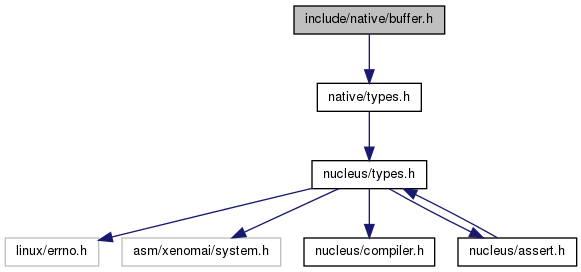 include/native/buffer.h
native/types.h
nucleus/types.h
linux/errno.h
asm/xenomai/system.h
nucleus/compiler.h
nucleus/assert.h